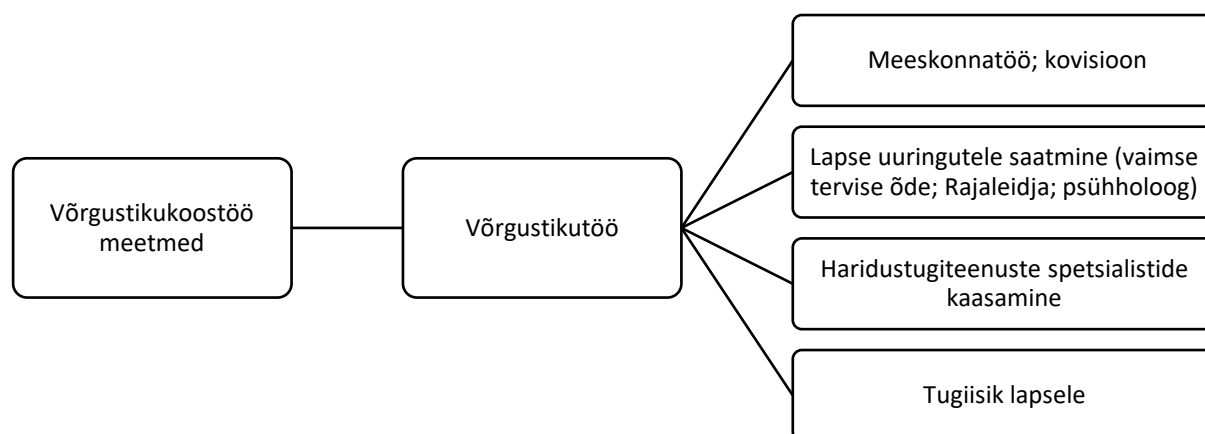 Võrgustikukoostöö
meetmed
Võrgustikutöö
Meeskonnatöö; kovisioon
Lapse uuringutele saatmine (vaimse
tervise õde; Rajaleidja; psühholoog)
Haridustugiteenuste spetsialistide
kaasamine
Tugiisik lapsele